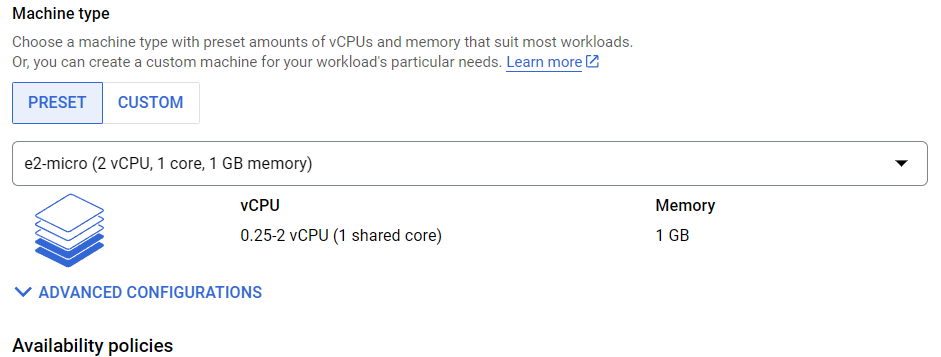 Machine type
Choose a machine type with preset amounts of vCPUs and memory that suit most workloads.
Or, you can create a custom machine for your workload's particular needs. Learn more
PRESET CUSTOM
e2-micro (2 vCPU, 1 core, 1 GB memory)
vCPU Memory
0.25-2 vCPU (1 shared core) 1 GB
ADVANCED CONFIGURATIONS
Availability policies